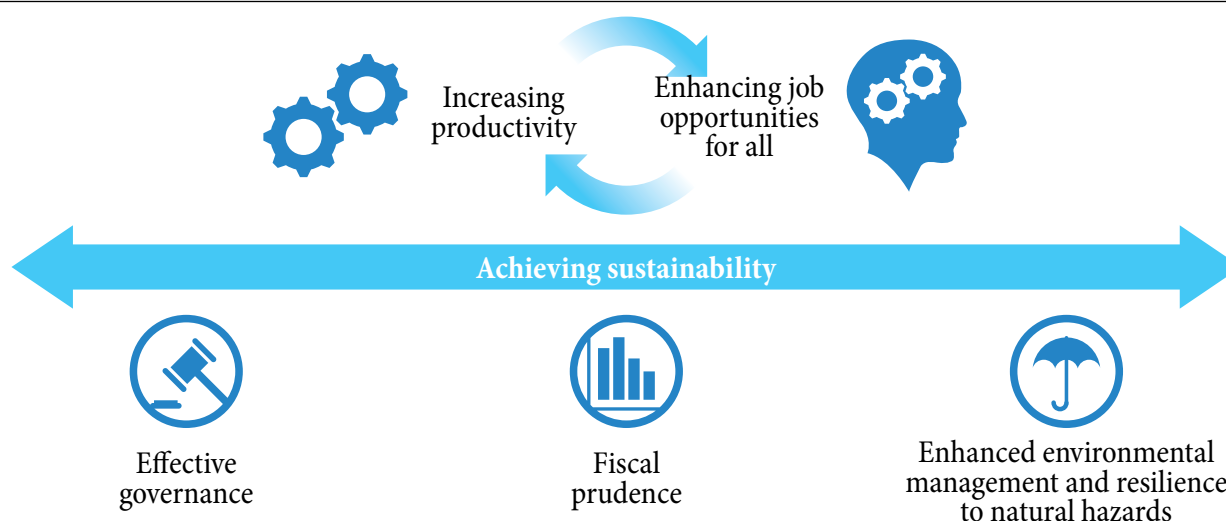 Increasing
productivity
Enhancing job
opportunities
for all
Achieving sustainability
Effective
governance
Fiscal
prudence
Enhanced environmental
management and resilience
to natural hazards